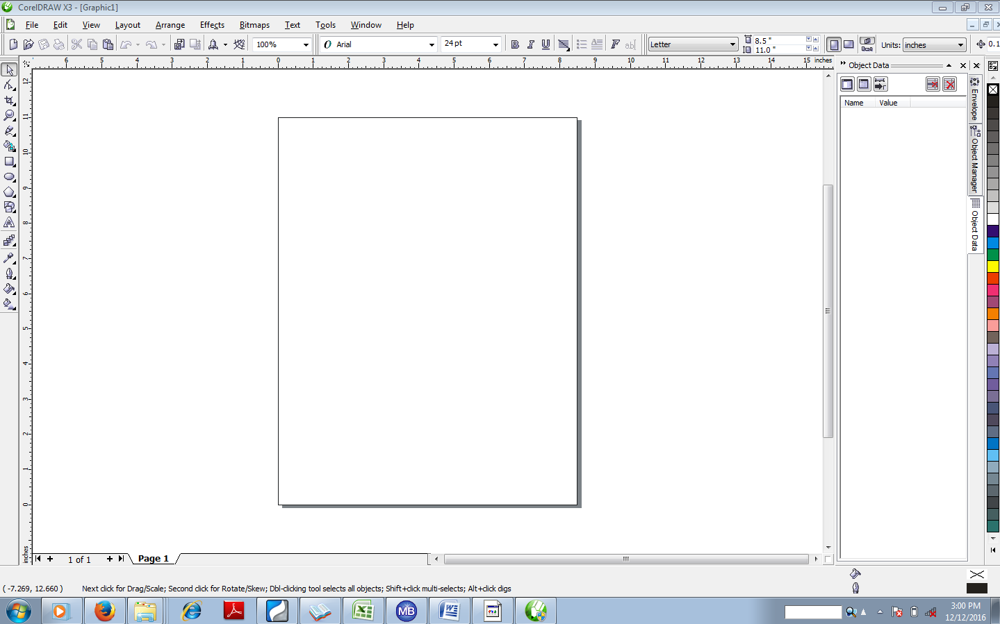 CorelDRAW X3 - [Graphic1]
File Edit View Layout Arrange Effects Bitmaps Text Tools Window Help
100% O Arial 24 pt B I U F ab Letter 8.5 " 11.0 " Units: inches 0.1
6 5 4 3 2 1 0 1 2 3 4 5 6 7 8 9 10 11 12 13 14 15 inches
Object Data
Name Value
Envelope
Object Manager
Object Data
12
11
10
9
8
7
6
5
4
3
2
1
0
inches
1 of 1 Page 1
( -7.269, 12.660 ) Next click for Drag/Scale; Second click for Rotate/Skew; Dbl-clicking tool selects all objects; Shift+click multi-selects; Alt+click digs
MB
3:00 PM
12/12/2016